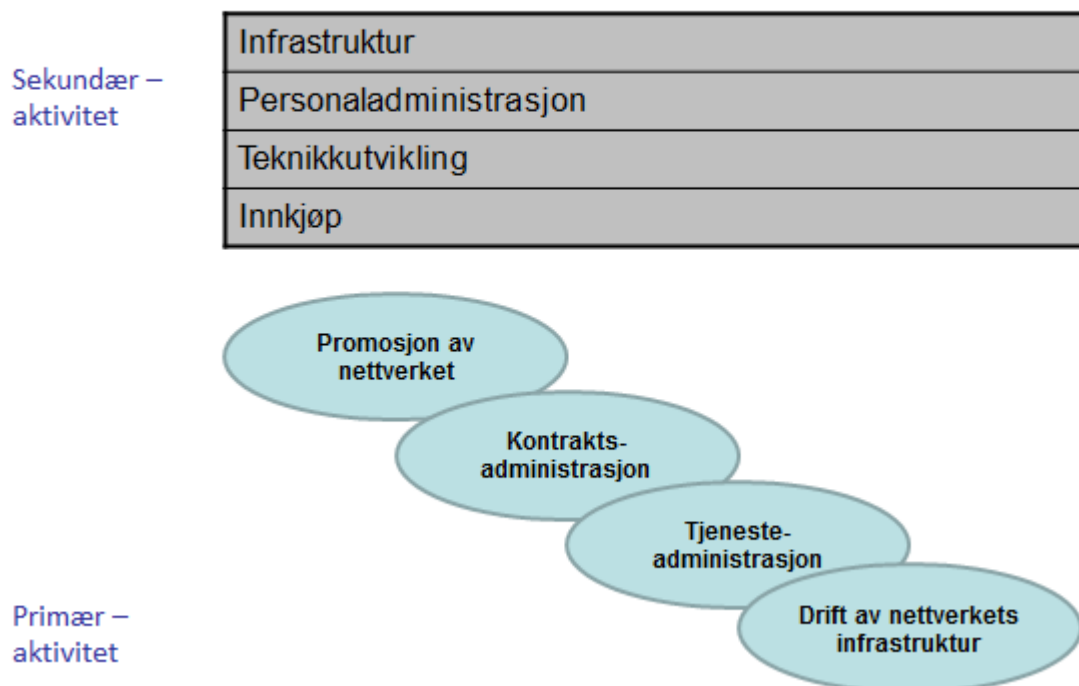 Infrastruktur
Sekundær –
aktivitet
Personaladministrasjon
Teknikkutvikling
Innkjøp
Promosjon av
nettverket
Kontrakts-
administrasjon
Tjeneste-
administrasjon
Drift av nettverkets
infrastruktur
Primær –
aktivitet